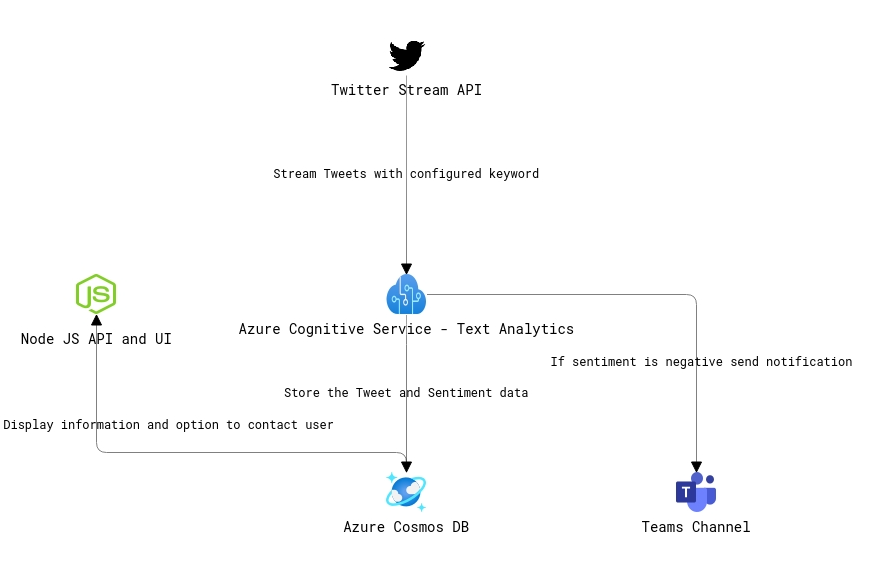 Twitter Stream API
Stream Tweets with configured keyword
JS
Node JS API and UI
Azure Cognitive Service - Text Analytics
If sentiment is negative send notification
Store the Tweet and Sentiment data
Display information and option to contact user
T
Azure Cosmos DB
Teams Channel